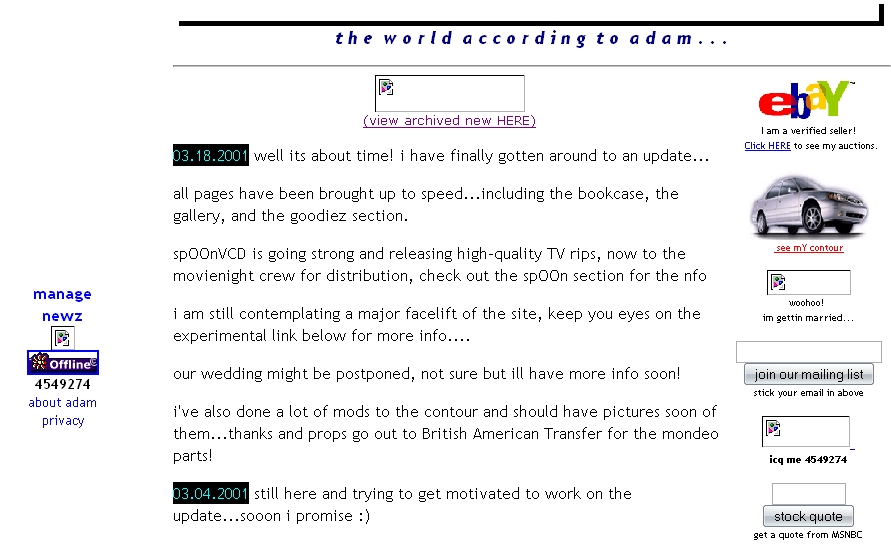 the world according to adam...
(view archived new HERE)
03.18.2001 well its about time! i have finally gotten around to an update...
all pages have been brought up to speed...including the bookcase, the
gallery, and the goodiez section.
spOOnVCD is going strong and releasing high-quality TV rips, now to the
movienight crew for distribution, check out the spOOn section for the nfo
i am still contemplating a major facelift of the site, keep you eyes on the
experimental link below for more info....
our wedding might be postponed, not sure but ill have more info soon!
i've also done a lot of mods to the contour and should have pictures soon of
them...thanks and props go out to British American Transfer for the mondeo
parts!
03.04.2001 still here and trying to get motivated to work on the
update...sooon i promise :)
manage
newz
Offline
4549274
about adam
privacy
ebaY
I am a verified seller!
Click HERE to see my auctions.
see mY contour
woohoo!
im gettin married...
join our mailing list
stick your email in above
icq me 4549274
stock quote
get a quote from MSNBC